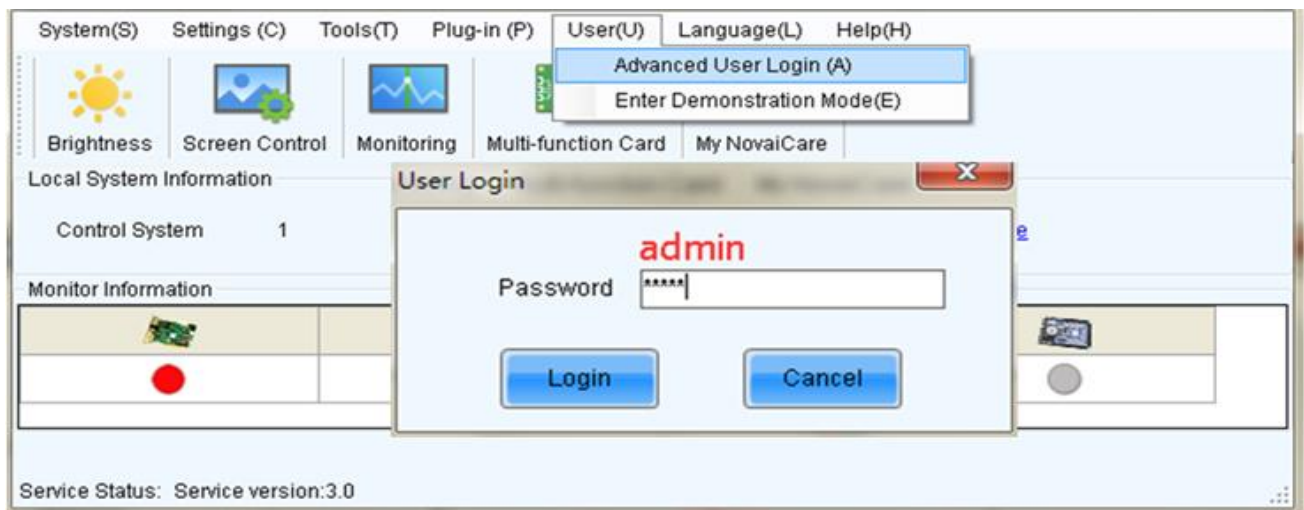 System(S) Settings (C) Tools(T) Plug-in (P) User(U) Language(L) Help(H)
Advanced User Login (A)
Enter Demonstration Mode(E)
Brightness Screen Control Monitoring Multi-function Card My NovaiCare
Local System Information
User Login
Control System 1
e
admin
Password *****
Monitor Information
Login Cancel
Service Status: Service version:3.0